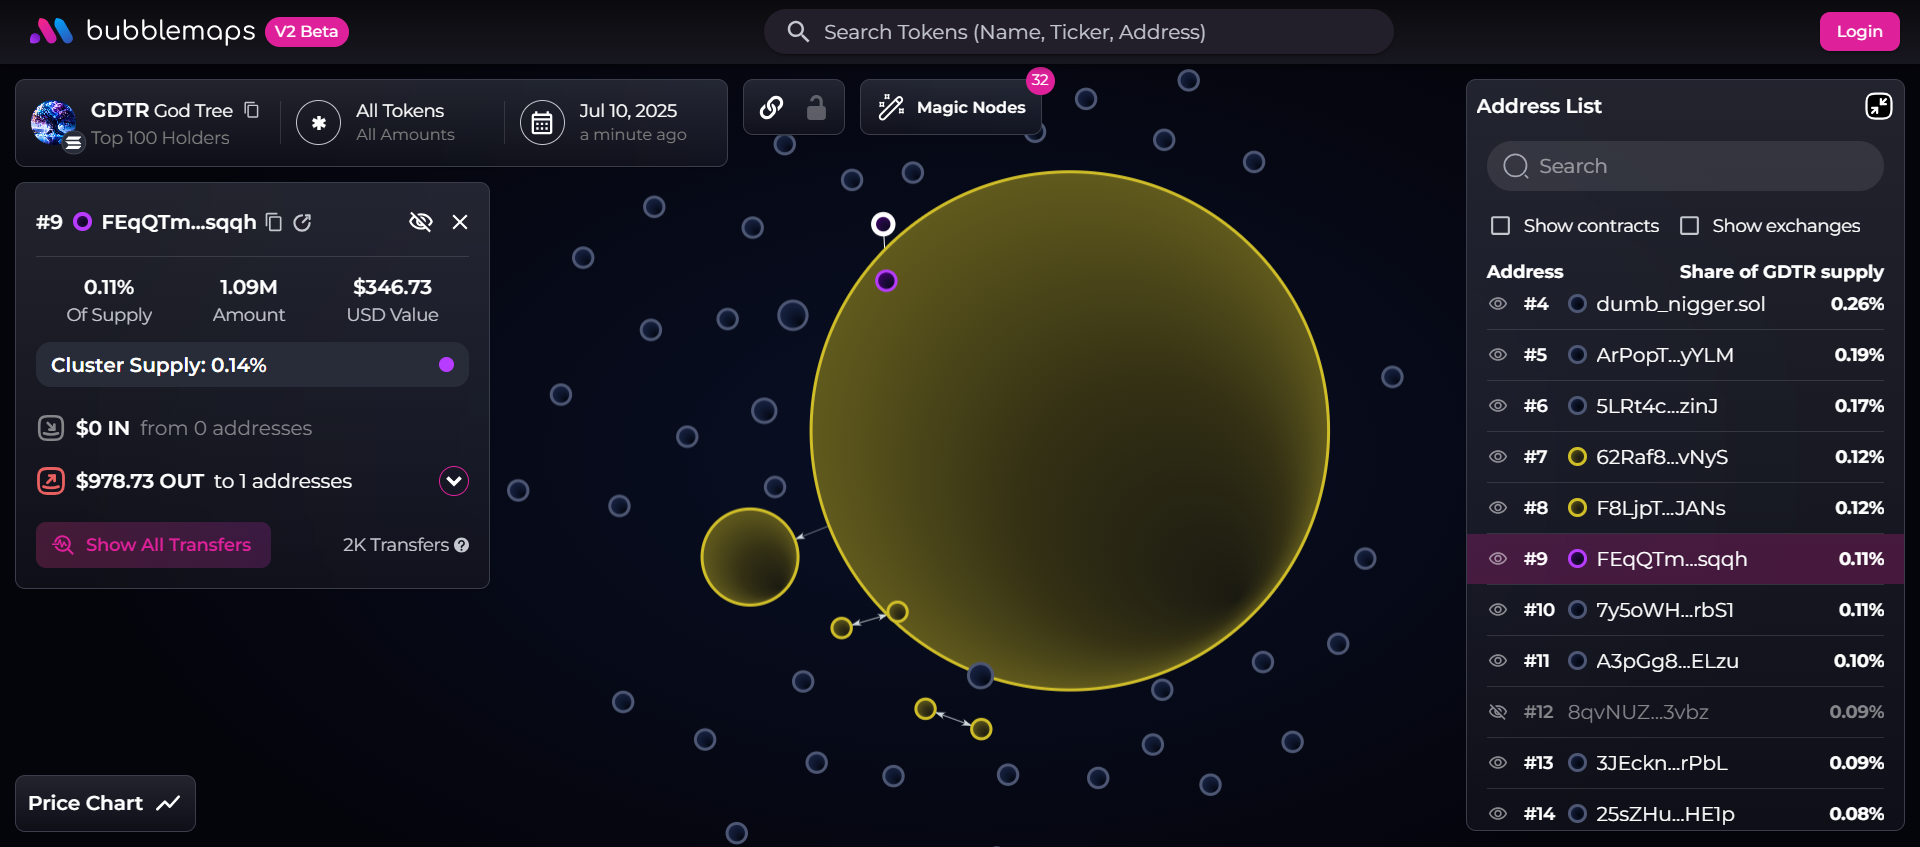 bubblemaps V2 Beta
Search Tokens (Name, Ticker, Address)
Login
GDTR God Tree
Top 100 Holders
All Tokens
All Amounts
Jul 10, 2025
a minute ago
Magic Nodes
32
#9 FEqQTm...sqqh
0.11% 1.09M $346.73
Of Supply Amount USD Value
Cluster Supply: 0.14%
$0 IN from 0 addresses
$978.73 OUT to 1 addresses
Show All Transfers 2K Transfers ?
Price Chart
Address List
Search
Show contracts Show exchanges
Address Share of GDTR supply
#4 dumb_nigger.sol 0.26%
#5 ArPopT...yYLM 0.19%
#6 5LRt4c...zinJ 0.17%
#7 62Raf8...vNyS 0.12%
#8 F8LjpT...JANs 0.12%
#9 FEqQTm...sqqh 0.11%
#10 7y5oWH...rbS1 0.11%
#11 A3pGg8...ELzu 0.10%
#12 8qvNUZ...3vbz 0.09%
#13 3JEckn...rPbL 0.09%
#14 25sZHu...HE1p 0.08%